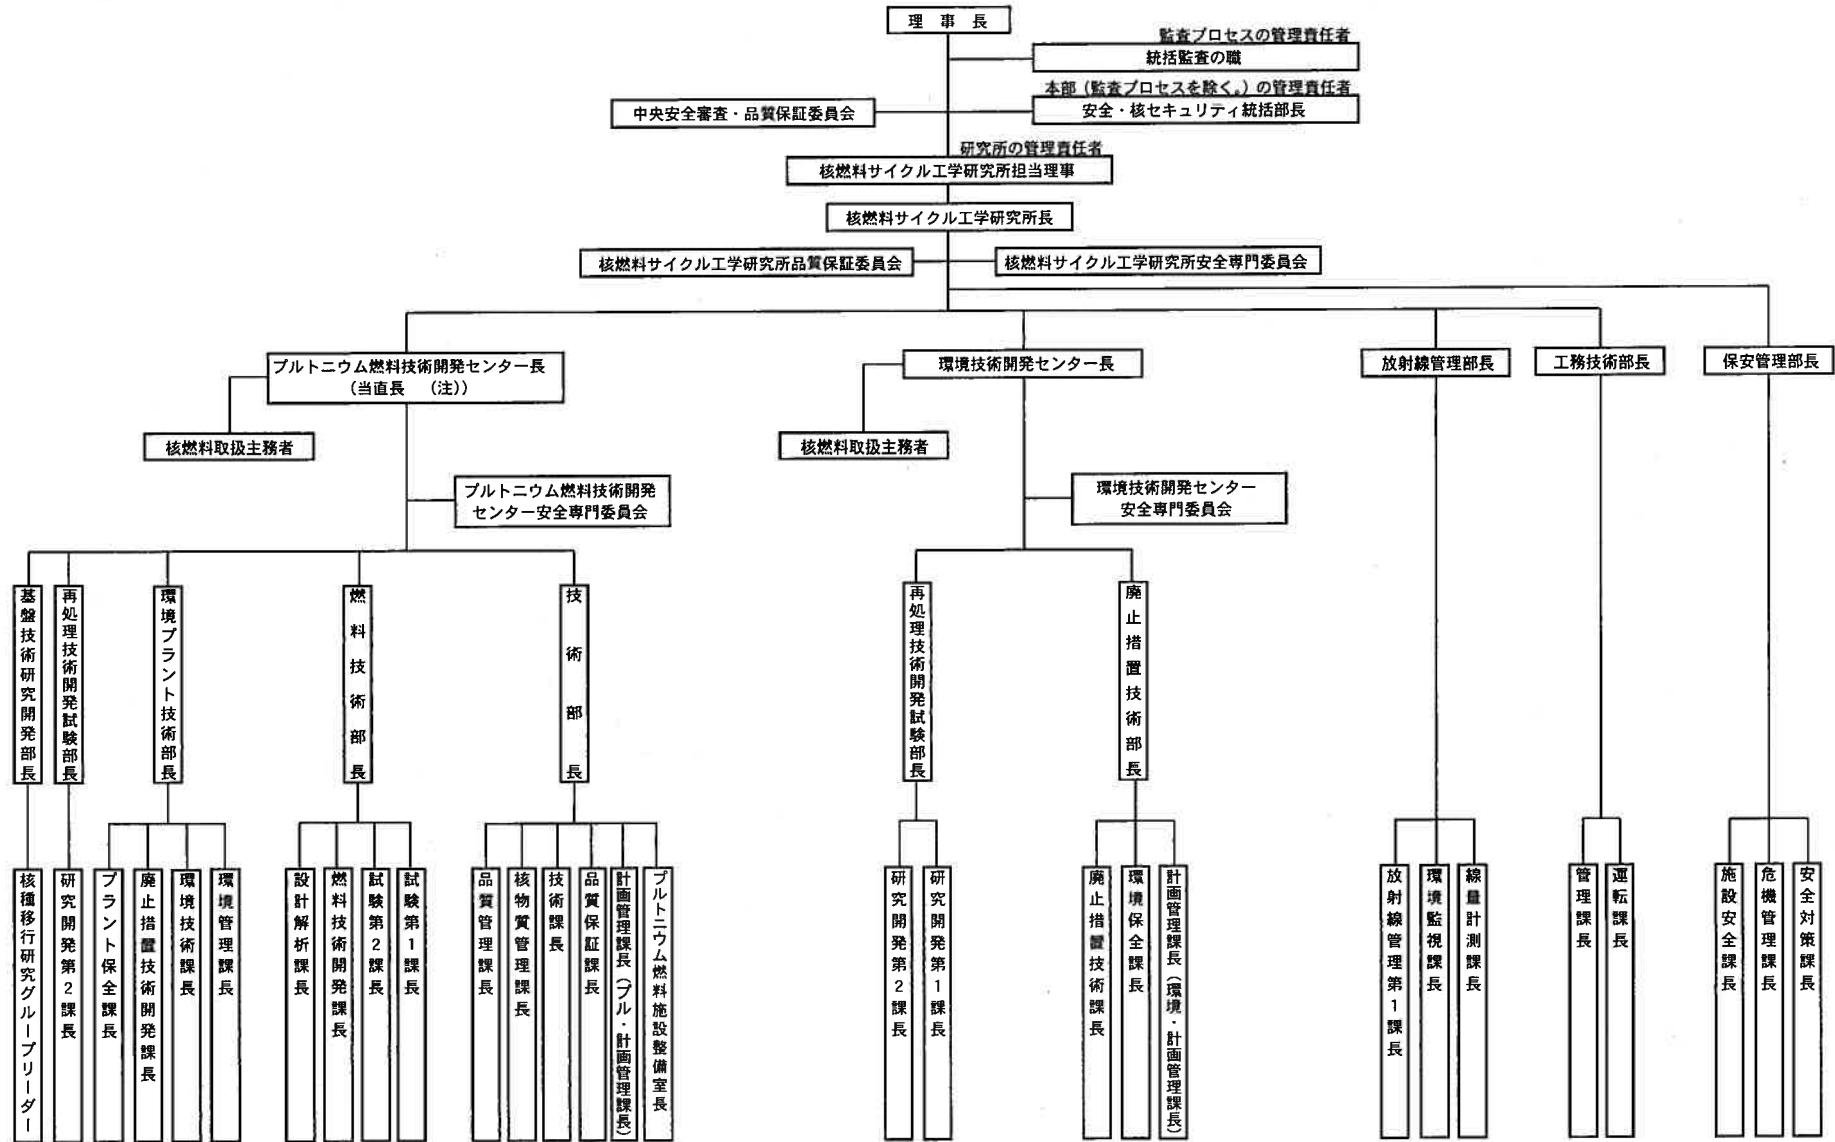 理事長
監査プロセスの管理責任者
統括監査の職
本部（監査プロセスを除く。）の管理責任者
中央安全審査・品質保証委員会
安全・核セキュリティ統括部長
研究所の管理責任者
核燃料サイクル工学研究所担当理事
核燃料サイクル工学研究所長
核燃料サイクル工学研究所品質保証委員会
核燃料サイクル工学研究所安全専門委員会
プルトニウム燃料技術開発センター長
（当直長　（注））
環境技術開発センター長
放射線管理部長
工務技術部長
保安管理部長
核燃料取扱主務者
核燃料取扱主務者
プルトニウム燃料技術開発
センター安全専門委員会
環境技術開発センター
安全専門委員会
基盤技術研究開発部長
再処理技術開発試験部長
環境プラント技術部長
燃料技術部長
技術部長
再処理技術開発試験部長
廃止措置技術部長
核種移行研究グループリーダー
研究開発第2課長
プラント保全課長
廃止措置技術開発課長
環境技術課長
環境管理課長
設計解析課長
燃料技術開発課長
試験第2課長
試験第1課長
品質管理課長
核物質管理課長
技術課長
品質保証課長
計画管理課長（プル・計画管理課長）
プルトニウム燃料施設整備室長
研究開発第2課長
研究開発第1課長
廃止措置技術課長
環境保全課長
計画管理課長（環境・計画管理課長）
放射線管理第1課長
環境監視課長
線量計測課長
管理課長
運転課長
施設安全課長
危機管理課長
安全対策課長